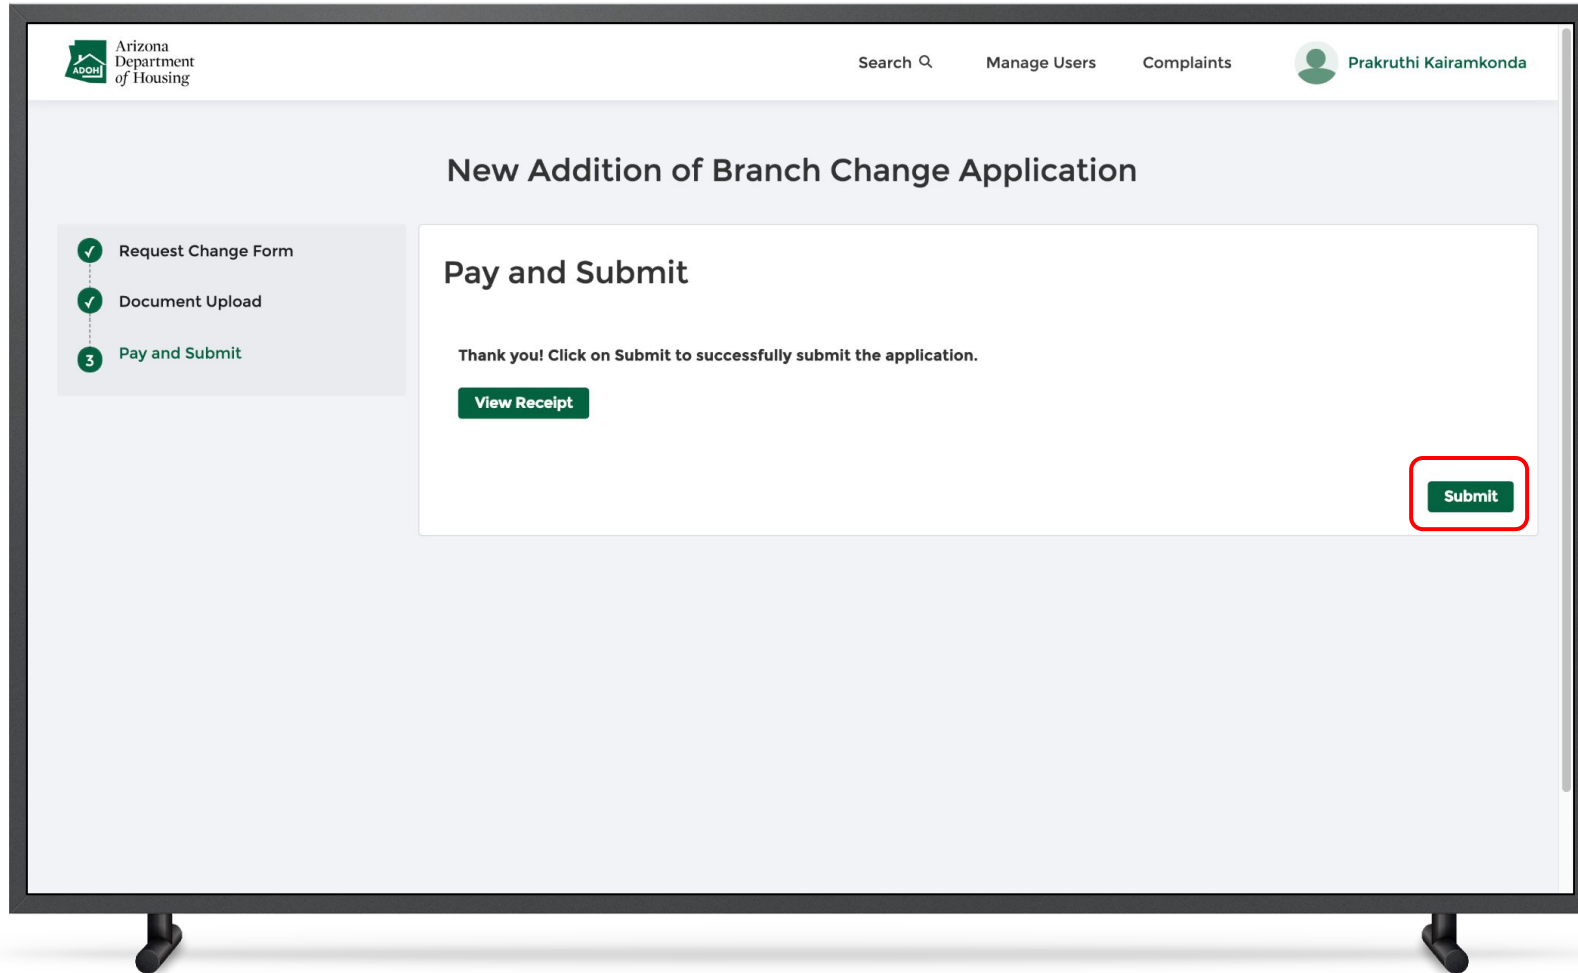 ADOH
Arizona
Department
of Housing
Search
Manage Users
Complaints
Prakruthi Kairamkonda
New Addition of Branch Change Application
Request Change Form
Document Upload
3 Pay and Submit
Pay and Submit
Thank you! Click on Submit to successfully submit the application.
View Receipt
Submit